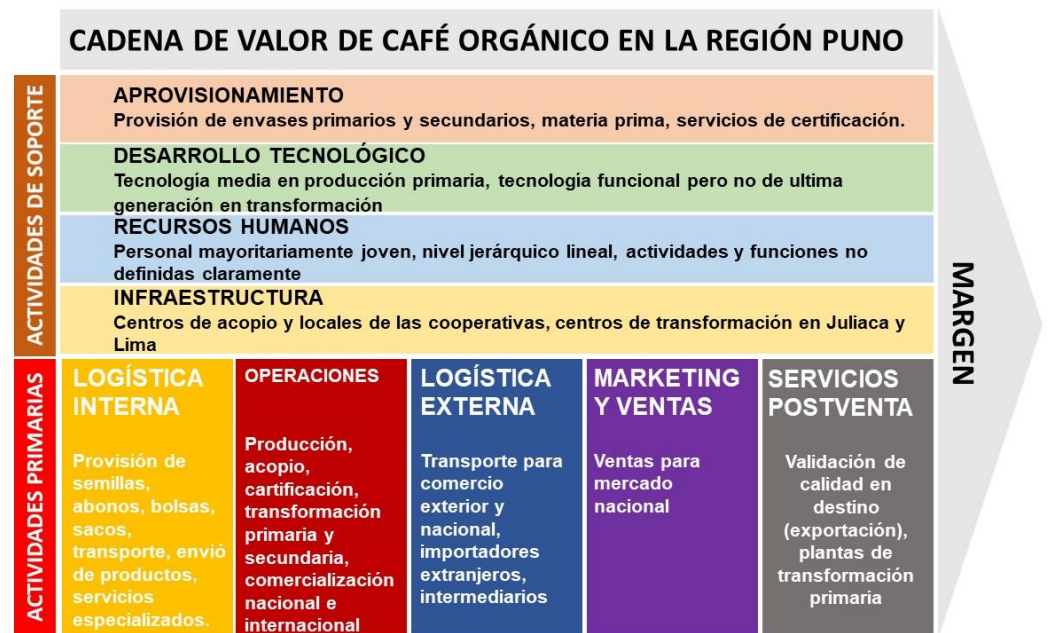 CADENA DE VALOR DE CAFÉ ORGÁNICO EN LA REGIÓN PUNO
ACTIVIDADES DE SOPORTE
APROVISIONAMIENTO
Provisión de envases primarios y secundarios, materia prima, servicios de certificación.
DESARROLLO TECNOLÓGICO
Tecnología media en producción primaria, tecnología funcional pero no de ultima
generación en transformación
RECURSOS HUMANOS
Personal mayoritariamente joven, nivel jerárquico lineal, actividades y funciones no
definidas claramente
INFRAESTRUCTURA
Centros de acopio y locales de las cooperativas, centros de transformación en Juliaca y
Lima
ACTIVIDADES PRIMARIAS
LOGÍSTICA
INTERNA
Provisión de
semillas,
abonos, bolsas,
sacos,
transporte, envió
de productos,
servicios
especializados.
OPERACIONES
Producción,
acopio,
cartificación,
transformación
primaria y
secundaria,
comercialización
nacional e
internacional
LOGÍSTICA
EXTERNA
Transporte para
comercio
exterior y
nacional,
importadores
extranjeros,
intermediarios
MARKETING
Y VENTAS
Ventas para
mercado
nacional
SERVICIOS
POSTVENTA
Validación de
calidad en
destino
(exportación),
plantas de
transformación
primaria
MARGEN